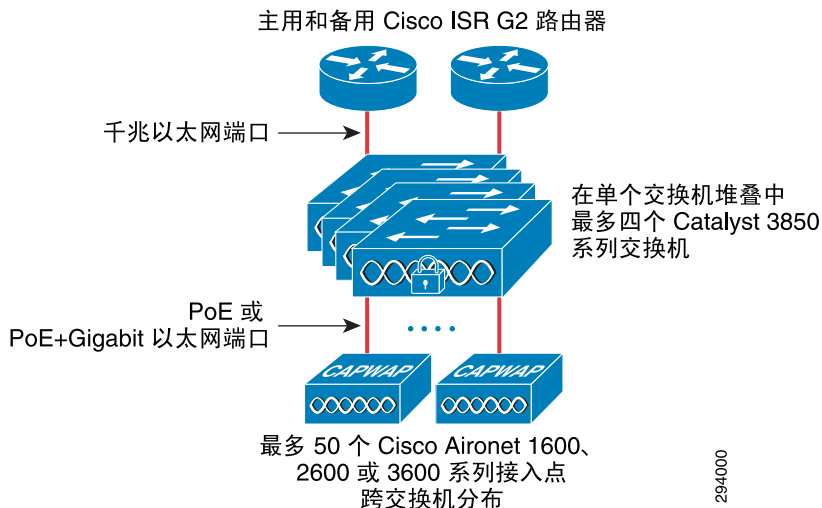 主用和备用 Cisco ISR G2 路由器
千兆以太网端口
在单个交换机堆叠中
最多四个 Catalyst 3850
系列交换机
PoE 或
PoE+Gigabit 以太网端口
CAPWAP
CAPWAP
最多 50 个 Cisco Aironet 1600、
2600 或 3600 系列接入点
跨交换机分布
294000